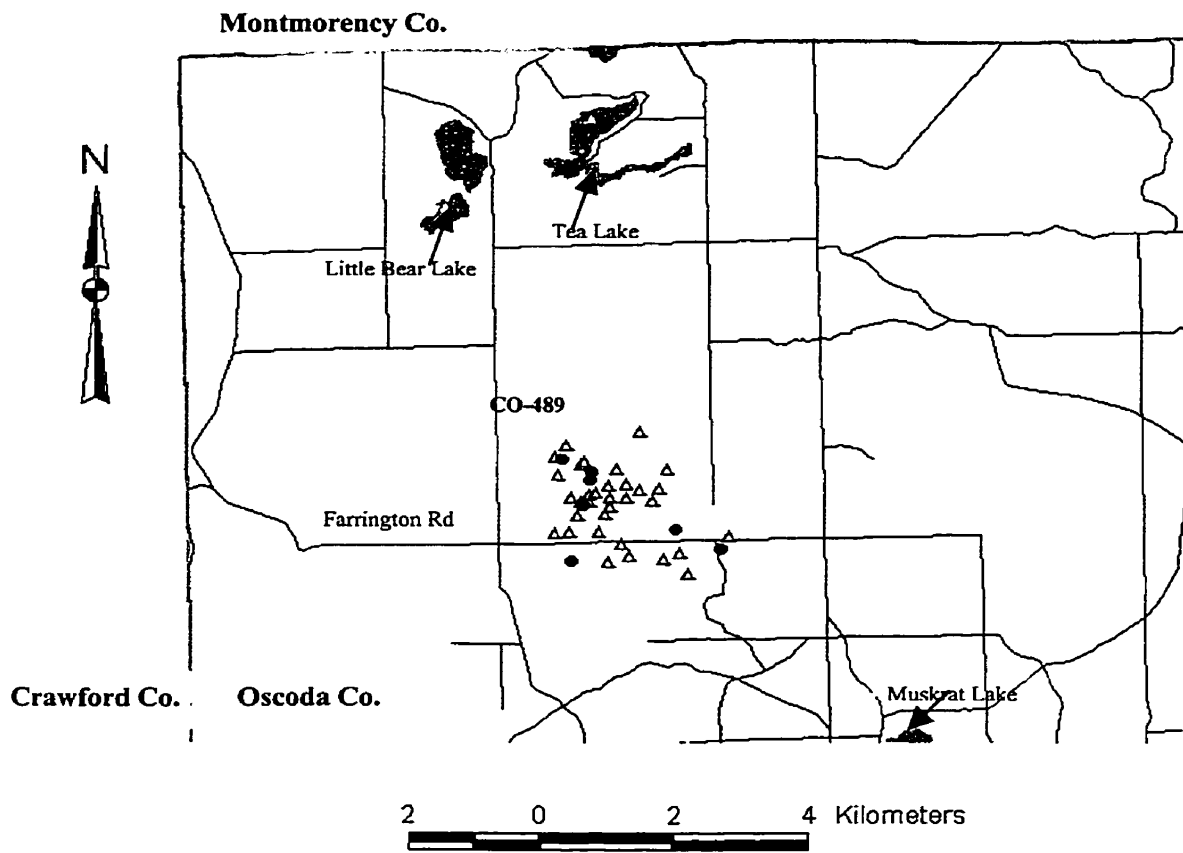 Montmorency Co.
N
Tea Lake
Little Bear Lake
CO-489
Farrington Rd
Crawford Co.
Oscoda Co.
Muskrat Lake
2 0 2 4 Kilometers